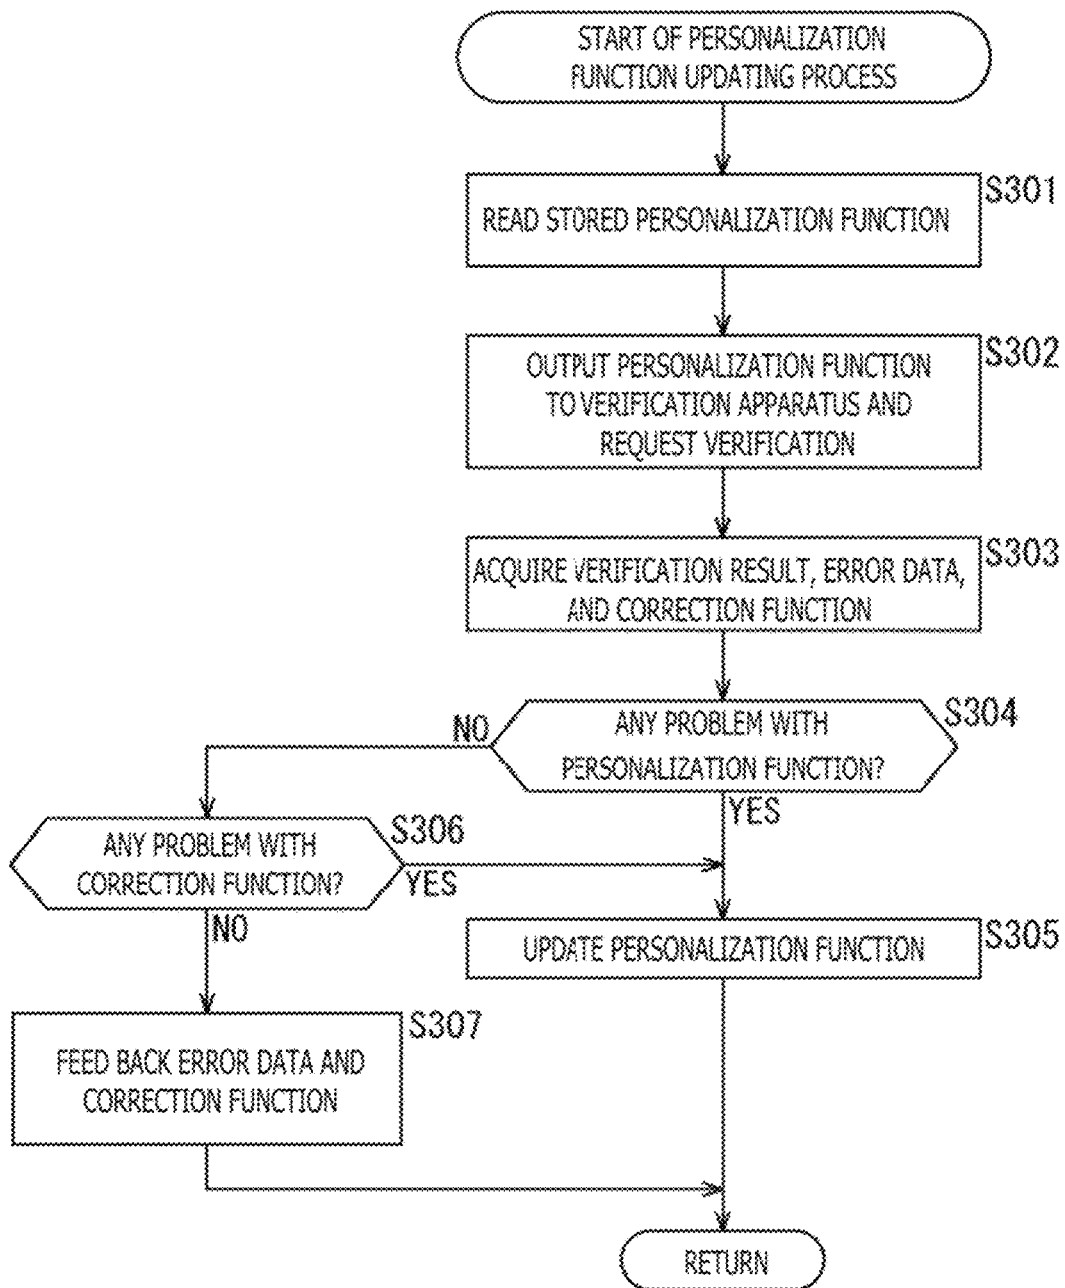 START OF PERSONALIZATION
FUNCTION UPDATING PROCESS
S301
READ STORED PERSONALIZATION FUNCTION
S302
OUTPUT PERSONALIZATION FUNCTION
TO VERIFICATION APPARATUS AND
REQUEST VERIFICATION
S303
ACQUIRE VERIFICATION RESULT, ERROR DATA,
AND CORRECTION FUNCTION
S304
ANY PROBLEM WITH
PERSONALIZATION FUNCTION?
NO
YES
S306
ANY PROBLEM WITH
CORRECTION FUNCTION?
YES
NO
S305
UPDATE PERSONALIZATION FUNCTION
S307
FEED BACK ERROR DATA AND
CORRECTION FUNCTION
RETURN